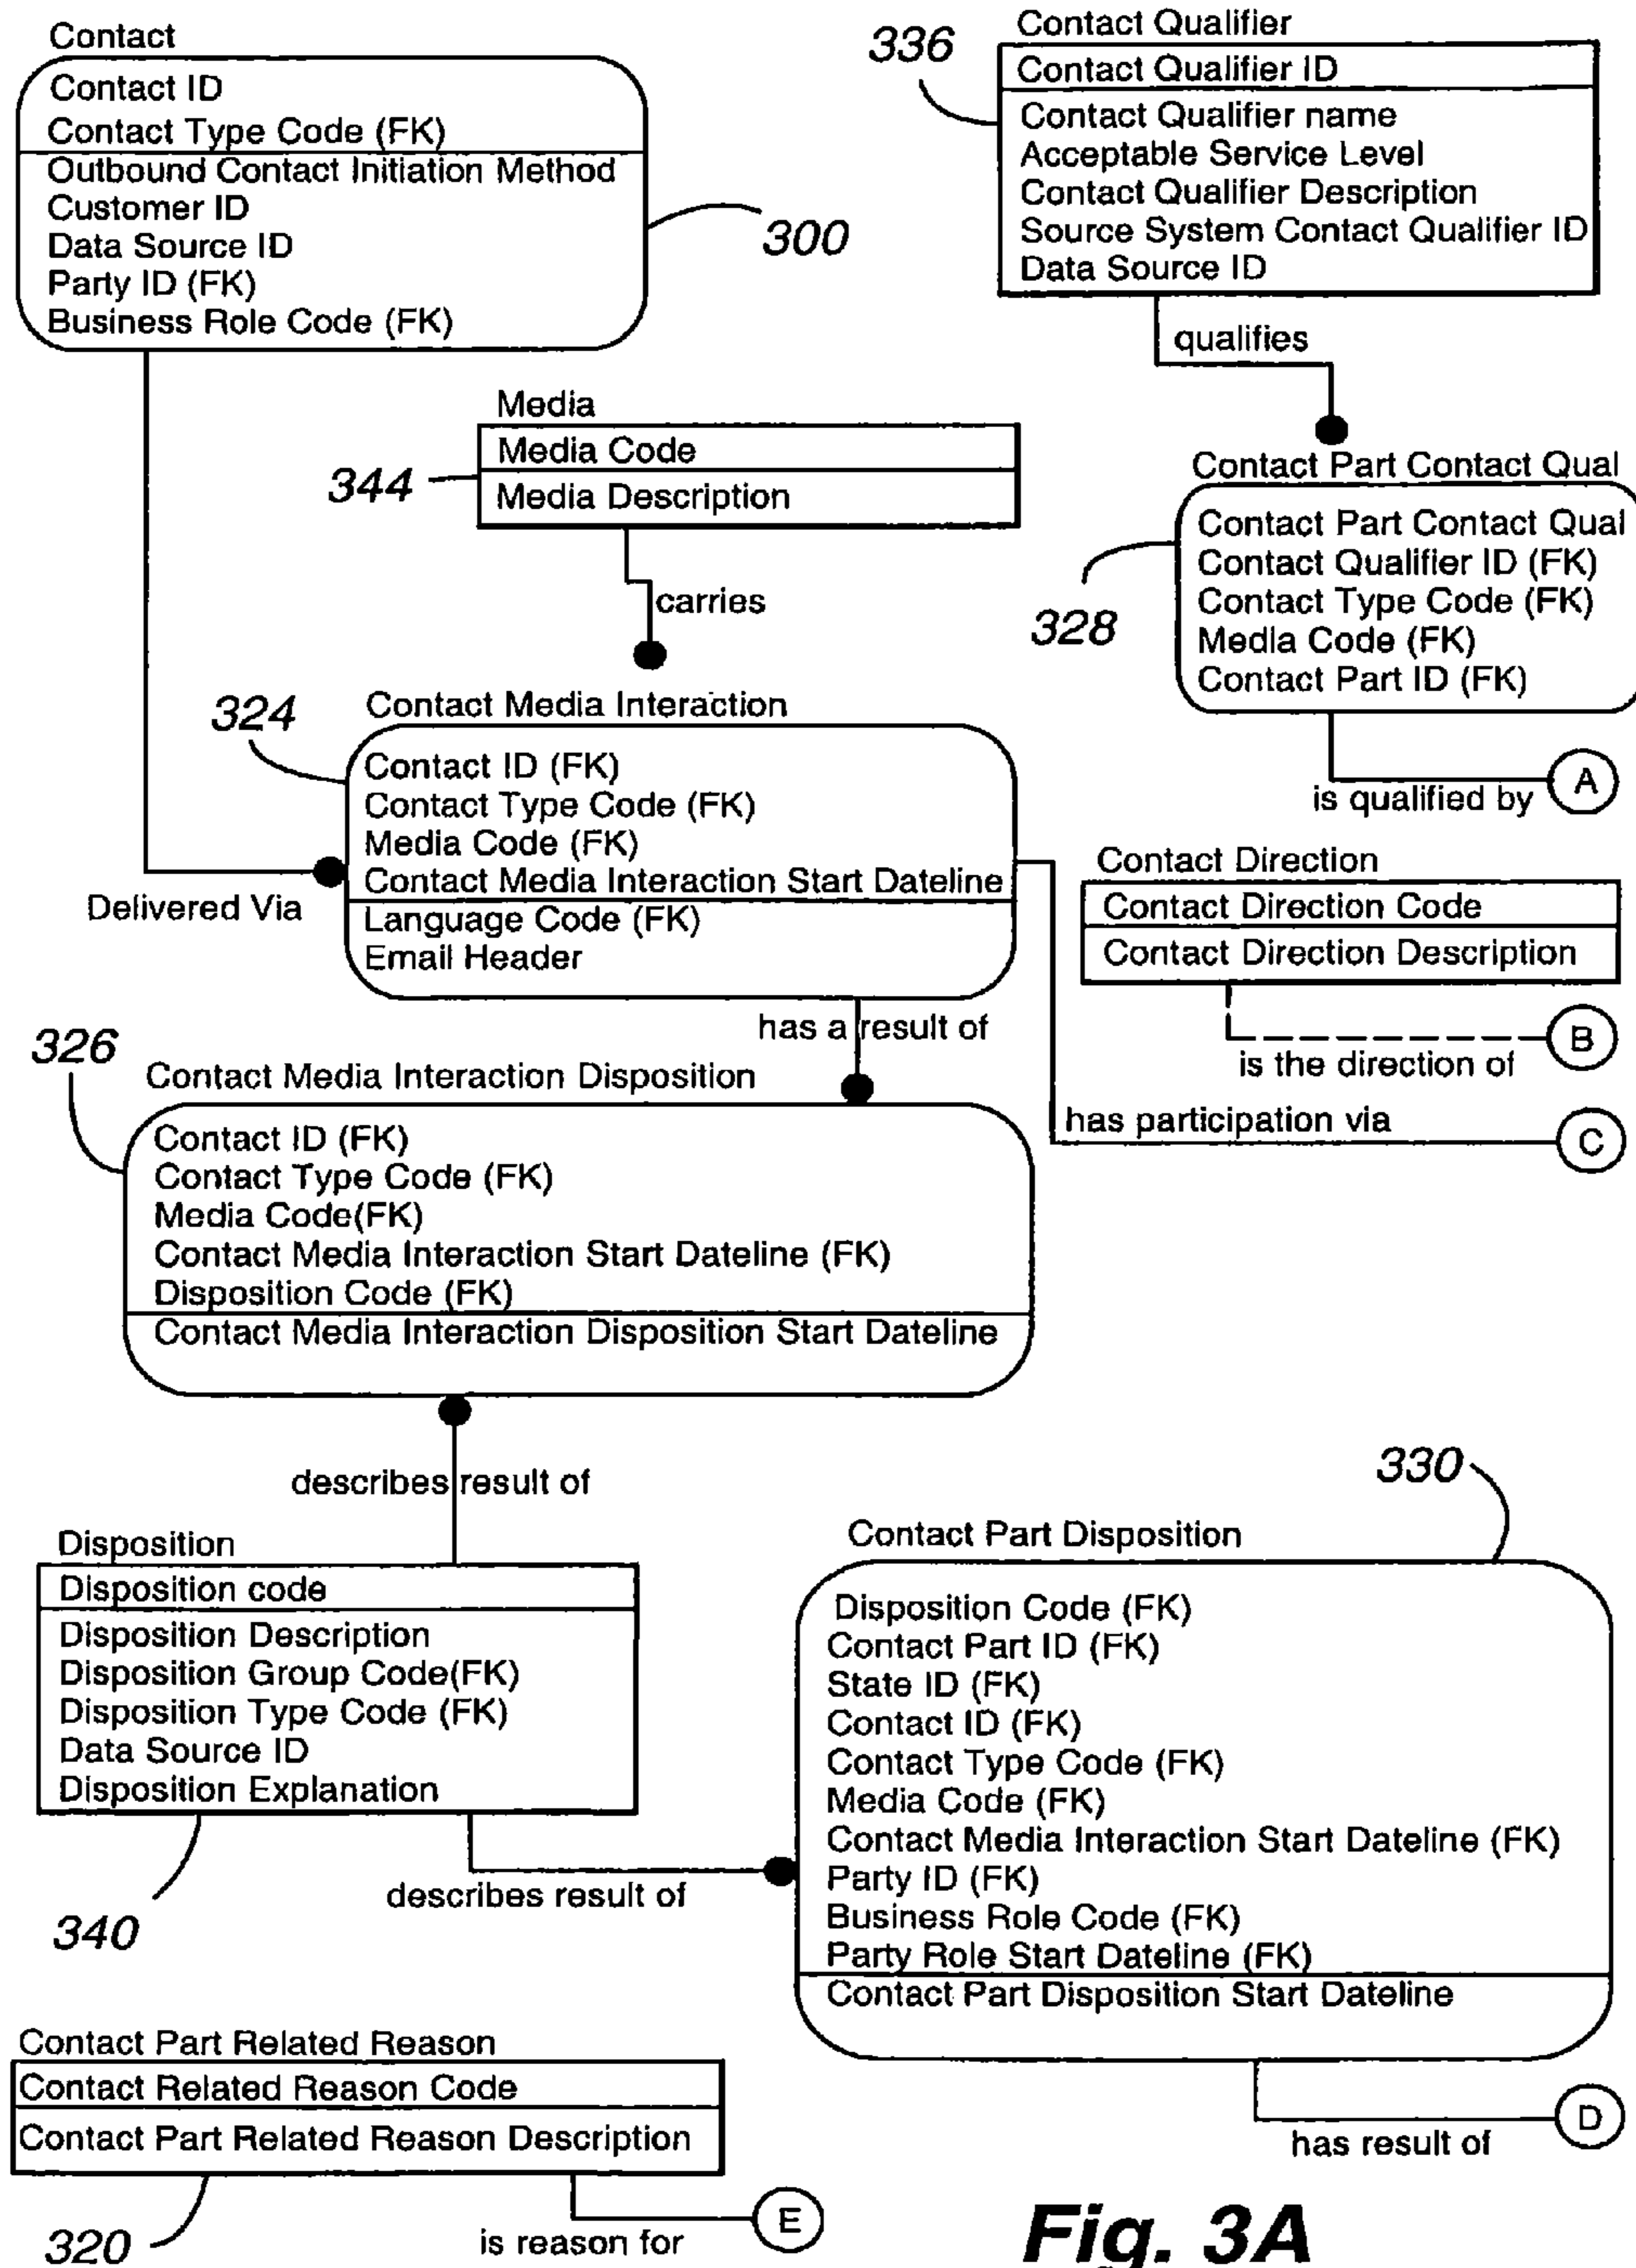 Contact
Contact ID
Contact Type Code (FK)
Outbound Contact Initiation Method
Customer ID
Data Source ID
Party ID (FK)
Business Role Code (FK)
300
336
Contact Qualifier
Contact Qualifier ID
Contact Qualifier name
Acceptable Service Level
Contact Qualifier Description
Source System Contact Qualifier ID
Data Source ID
qualifies
Media
Media Code
Media Description
344
carries
Contact Part Contact Qual
Contact Part Contact Qual
Contact Qualifier ID (FK)
Contact Type Code (FK)
Media Code (FK)
Contact Part ID (FK)
328
is qualified by
A
324
Contact Media Interaction
Contact ID (FK)
Contact Type Code (FK)
Media Code (FK)
Contact Media Interaction Start Dateline
Language Code (FK)
Email Header
Delivered Via
Contact Direction
Contact Direction Code
Contact Direction Description
B
is the direction of
has a result of
has participation via
C
326
Contact Media Interaction Disposition
Contact ID (FK)
Contact Type Code (FK)
Media Code(FK)
Contact Media Interaction Start Dateline (FK)
Disposition Code (FK)
Contact Media Interaction Disposition Start Dateline
describes result of
Disposition
Disposition code
Disposition Description
Disposition Group Code(FK)
Disposition Type Code (FK)
Data Source ID
Disposition Explanation
340
describes result of
330
Contact Part Disposition
Disposition Code (FK)
Contact Part ID (FK)
State ID (FK)
Contact ID (FK)
Contact Type Code (FK)
Media Code (FK)
Contact Media Interaction Start Dateline (FK)
Party ID (FK)
Business Role Code (FK)
Party Role Start Dateline (FK)
Contact Part Disposition Start Dateline
has result of
D
Contact Part Related Reason
Contact Related Reason Code
Contact Part Related Reason Description
320
is reason for
E
Fig. 3A